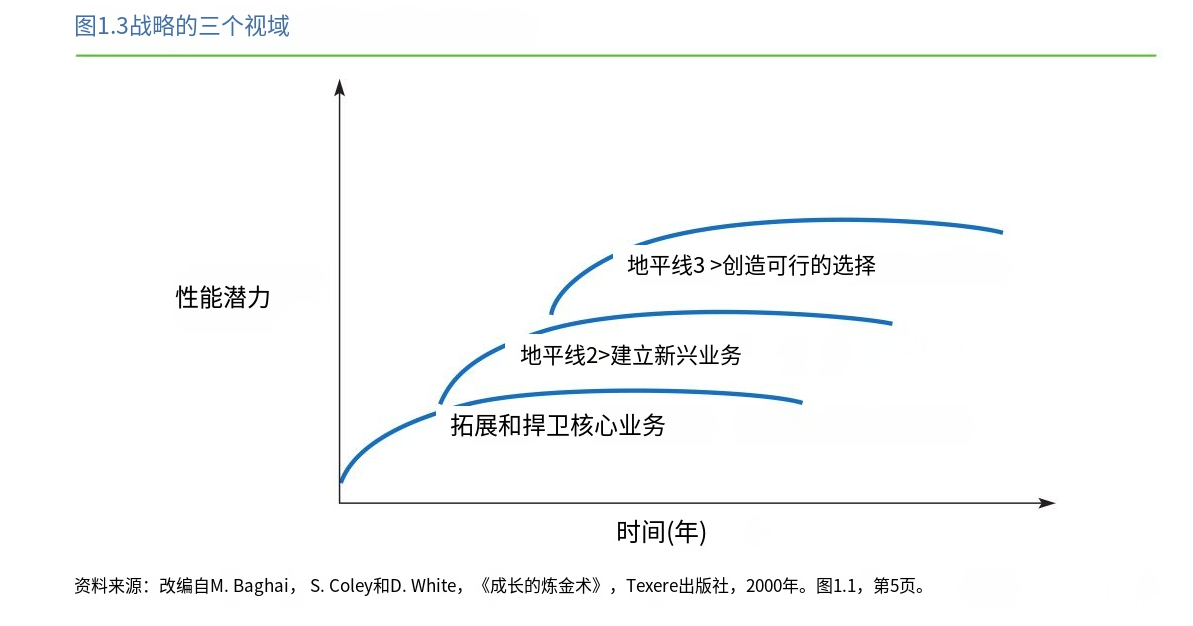 图1.3战略的三个视域
地平线3 >创造可行的选择
性能潜力
地平线2>建立新兴业务
拓展和捍卫核心业务
时间(年)
资料来源：改编自M. Baghai， S. Coley和D. White，《成长的炼金术》，Texere出版社，2000年。图1.1，第5页。